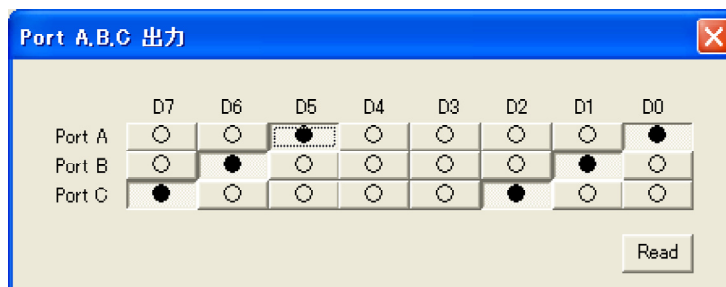 Port A,B,C 出力
D7 D6 D5 D4 D3 D2 D1 D0
Port A ○ ○ ● ○ ○ ○ ○ ●
Port B ○ ● ○ ○ ○ ○ ● ○
Port C ● ○ ○ ○ ○ ● ○ ○
Read